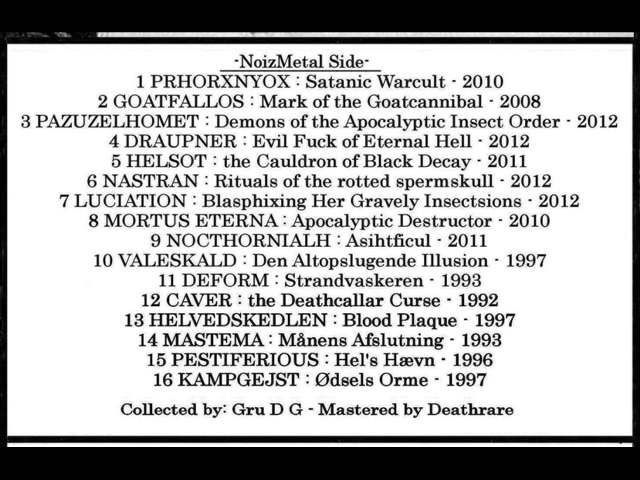 -NoizMetal Side-
1 PRHORXNYOX : Satanic Warcult - 2010
2 GOATFALLOS : Mark of the Goatcannibal - 2008
3 PAZUZELHOMET : Demons of the Apocalyptic Insect Order - 2012
4 DRAUPNER : Evil Fuck of Eternal Hell - 2012
5 HELSOT : the Cauldron of Black Decay - 2011
6 NASTRAN : Rituals of the rotted spermskull - 2012
7 LUCIATION : Blasphixing Her Gravely Insectsions - 2012
8 MORTUS ETERNA : Apocalyptic Destructor - 2010
9 NOCTHORNIALH : Asihtficul - 2011
10 VALESKALD : Den Altopslugende Illusion - 1997
11 DEFORM : Strandvaskeren - 1993
12 CAVER : the Deathcallar Curse - 1992
13 HELVEDSKEDLEN : Blood Plaque - 1997
14 MASTEMA : Månens Afslutning - 1993
15 PESTIFERIOUS : Hel's Hævn - 1996
16 KAMPGEJST : Ødsels Orme - 1997
Collected by: Gru D G - Mastered by Deathrare